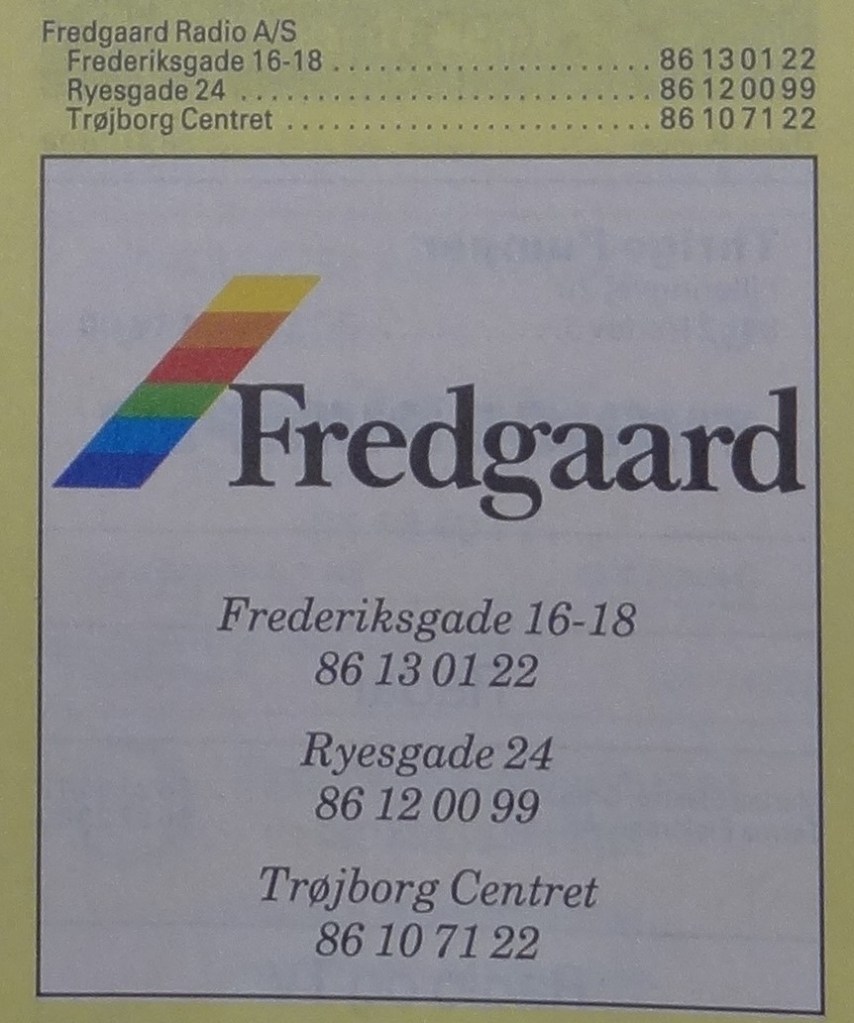 Fredgaard Radio A/S
Frederiksgade 16-18 ..................... 86 13 01 22
Ryesgade 24 ........................... 86 12 00 99
Trøjborg Centret ........................ 86 10 71 22
Fredgaard
Frederiksgade 16-18
86 13 01 22
Ryesgade 24
86 12 00 99
Trøjborg Centret
86 10 71 22